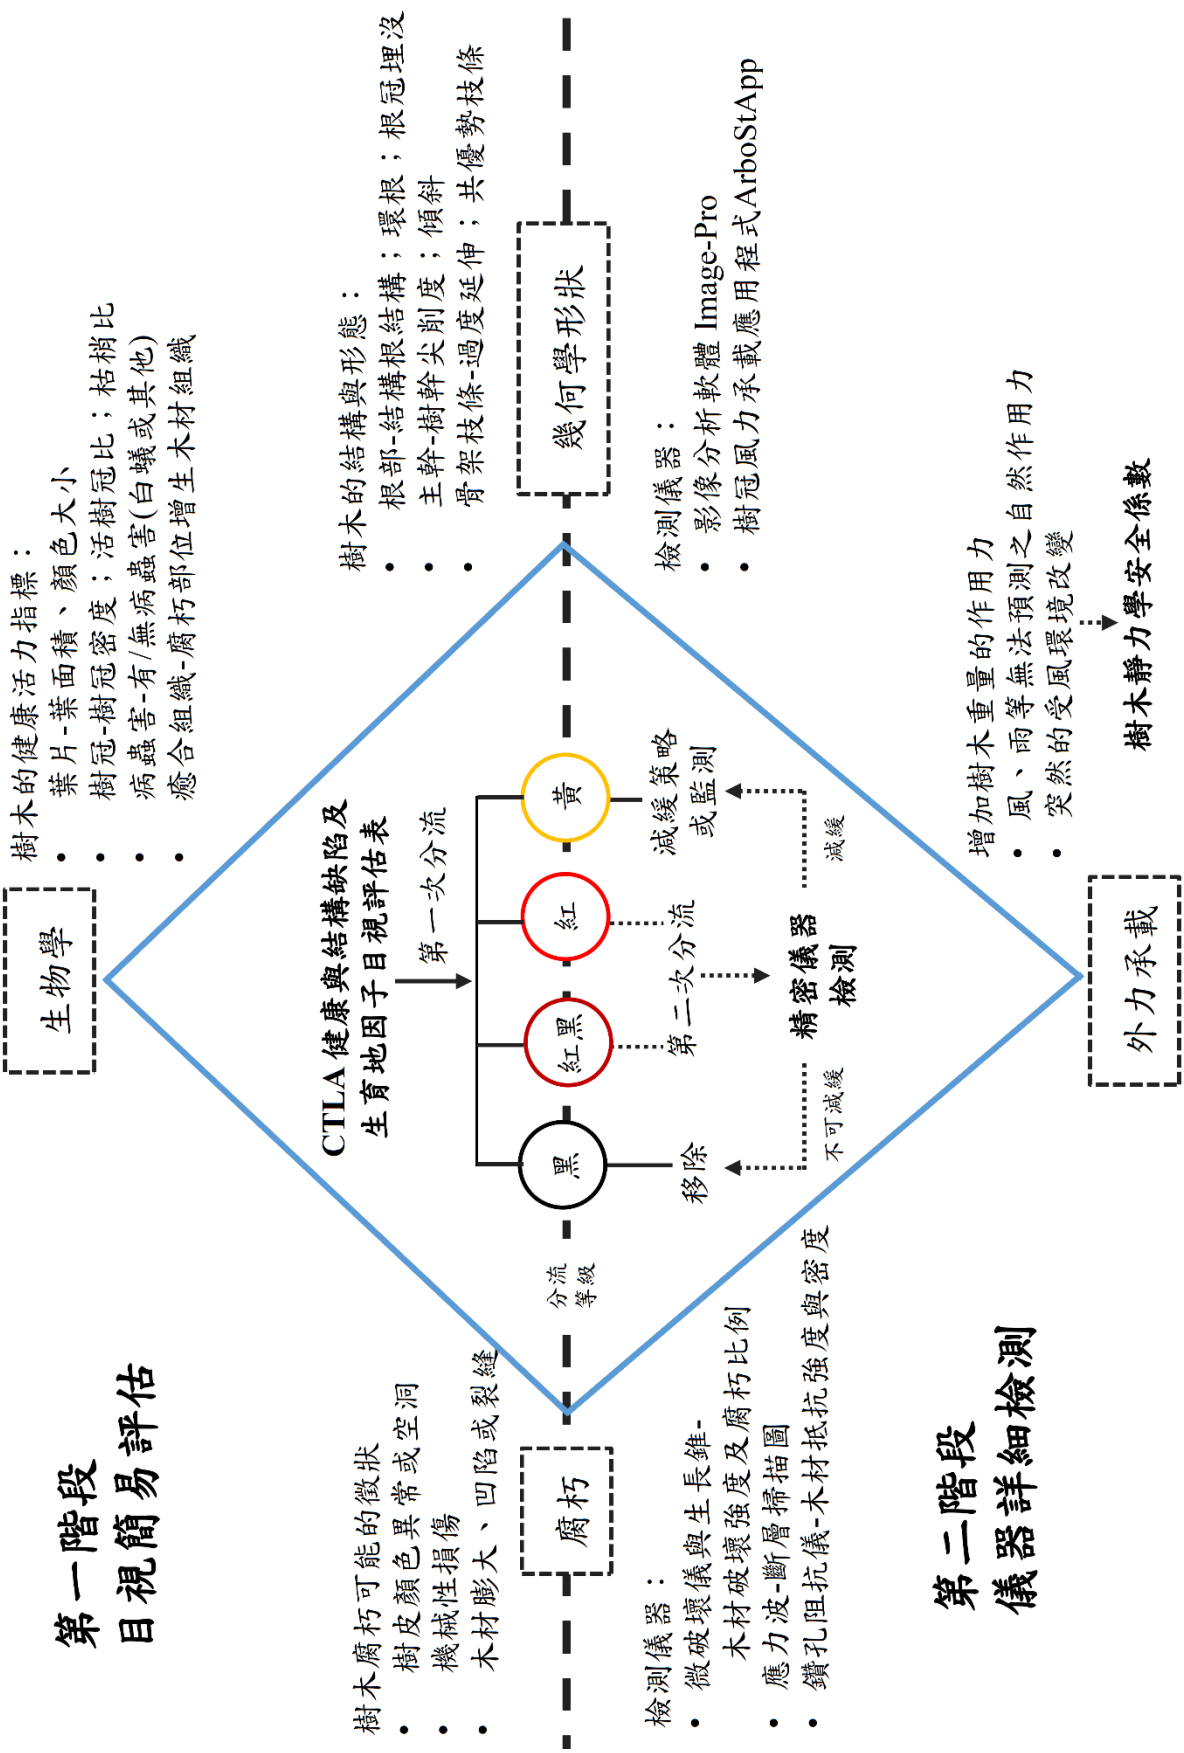 第一階段
目視簡易評估
生物學
樹木的健康活力指標：
• 葉片-葉面積、顏色大小
• 樹冠-樹冠密度；活樹冠比；枯梢比
• 病蟲害-有/無病蟲害(白蟻或其他)
• 癒合組織-腐朽部位增生木材組織
樹木腐朽可能的徵狀
• 樹皮顏色異常或空洞
• 機械性損傷
• 木材膨大、凹陷或裂縫
CTLA 健康與結構缺陷及
生育地因子目視評估表
第一次分流
樹木的結構與形態：
• 根部-結構根結構；環根；根冠埋沒
• 主幹-樹幹尖削度；傾斜
• 骨架枝條-過度延伸；共優勢枝條
腐朽
分流
等級
黑
紅黑
紅
黃
幾何學形狀
移除
第二次分流
減緩策略
或監測
精密儀器
檢測
不可減緩
減緩
檢測儀器：
• 微破壞儀與生長錐-
木材破壞強度及腐朽比例
• 應力波-斷層掃描圖
• 鑽孔阻抗儀-木材抵抗強度與密度
檢測儀器：
• 影像分析軟體 Image-Pro
• 樹冠風力承載應用程式ArboStApp
第二階段
儀器詳細檢測
外力承載
增加樹木重量的作用力
• 風、雨等無法預測之自然作用力
• 突然的受風環境改變
樹木靜力學安全係數